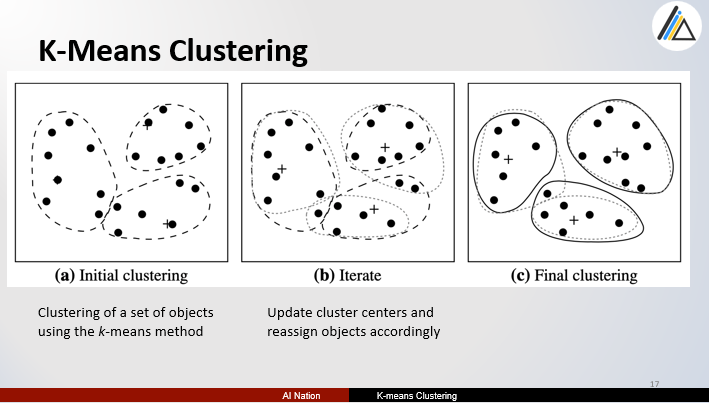 K-Means Clustering
(a) Initial clustering
(b) Iterate
(c) Final clustering
Clustering of a set of objects
using the k-means method
Update cluster centers and
reassign objects accordingly
17
AI Nation
K-means Clustering